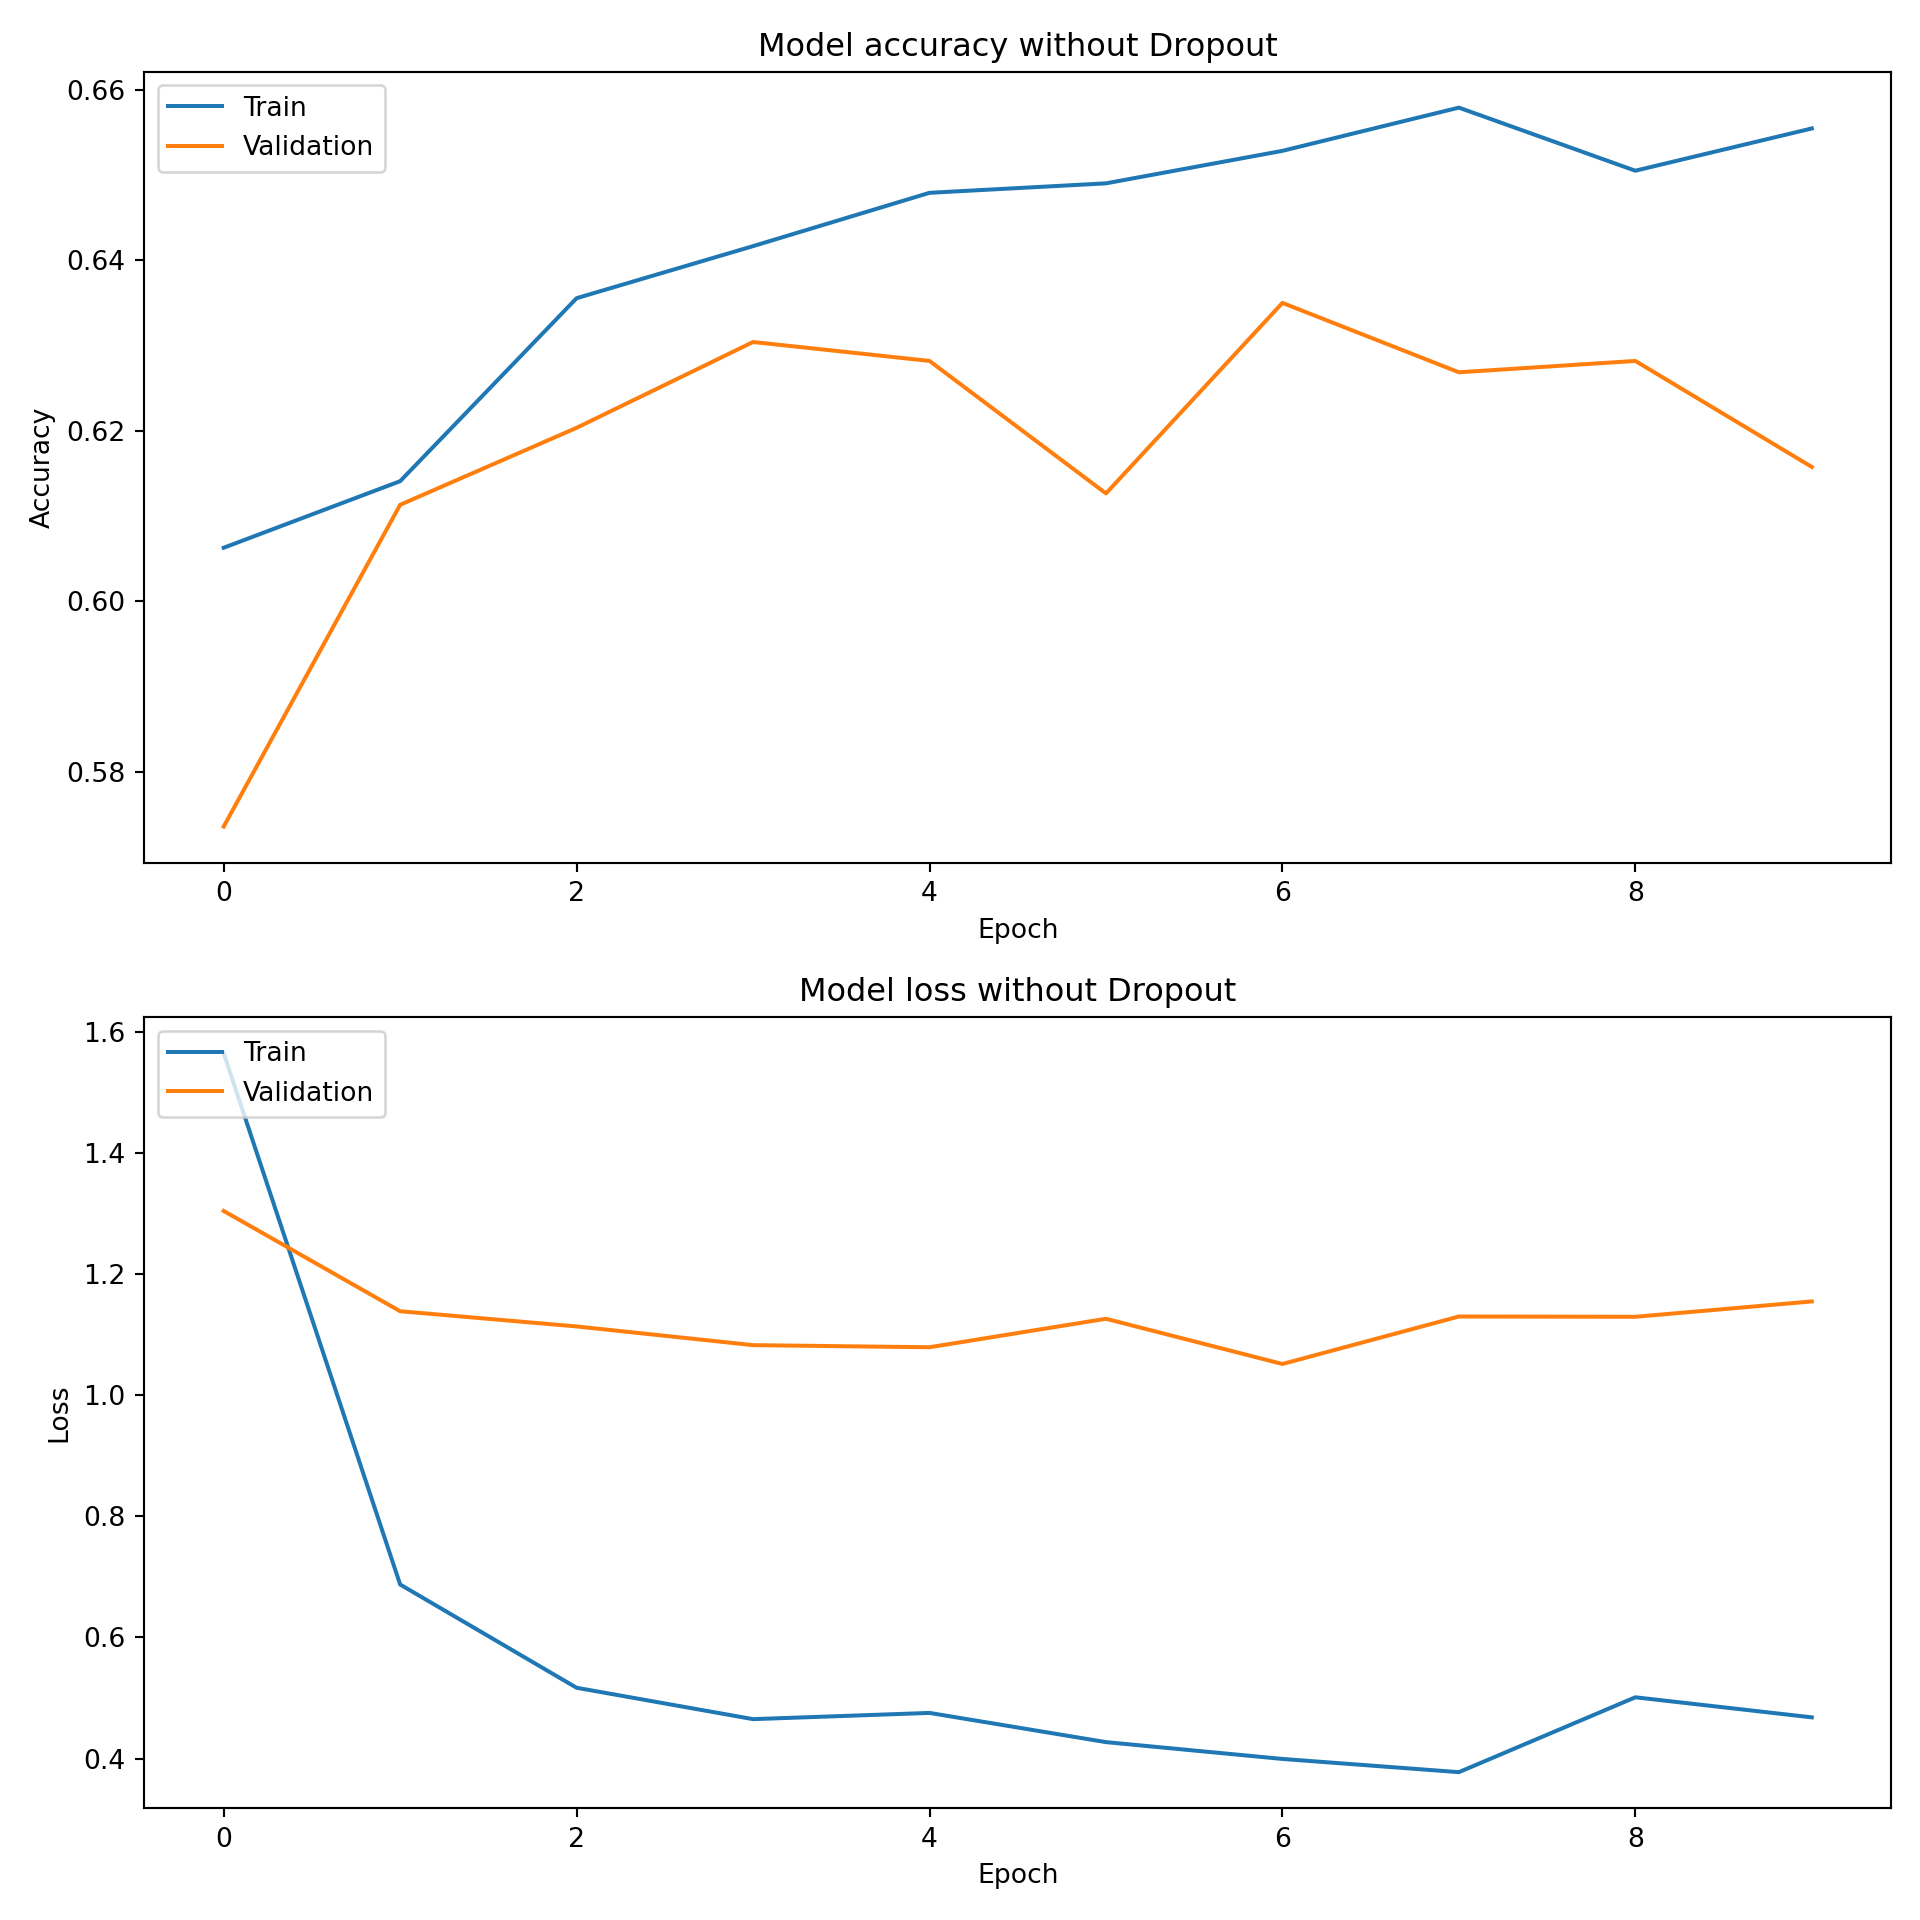 Model accuracy without Dropout
0.66
Train
Validation
0.64
0.62
Accuracy
0.60
0.58
0 2 4 6 8
Epoch
Model loss without Dropout
1.6
Train
Validation
1.4
1.2
1.0
Loss
0.8
0.6
0.4
0 2 4 6 8
Epoch